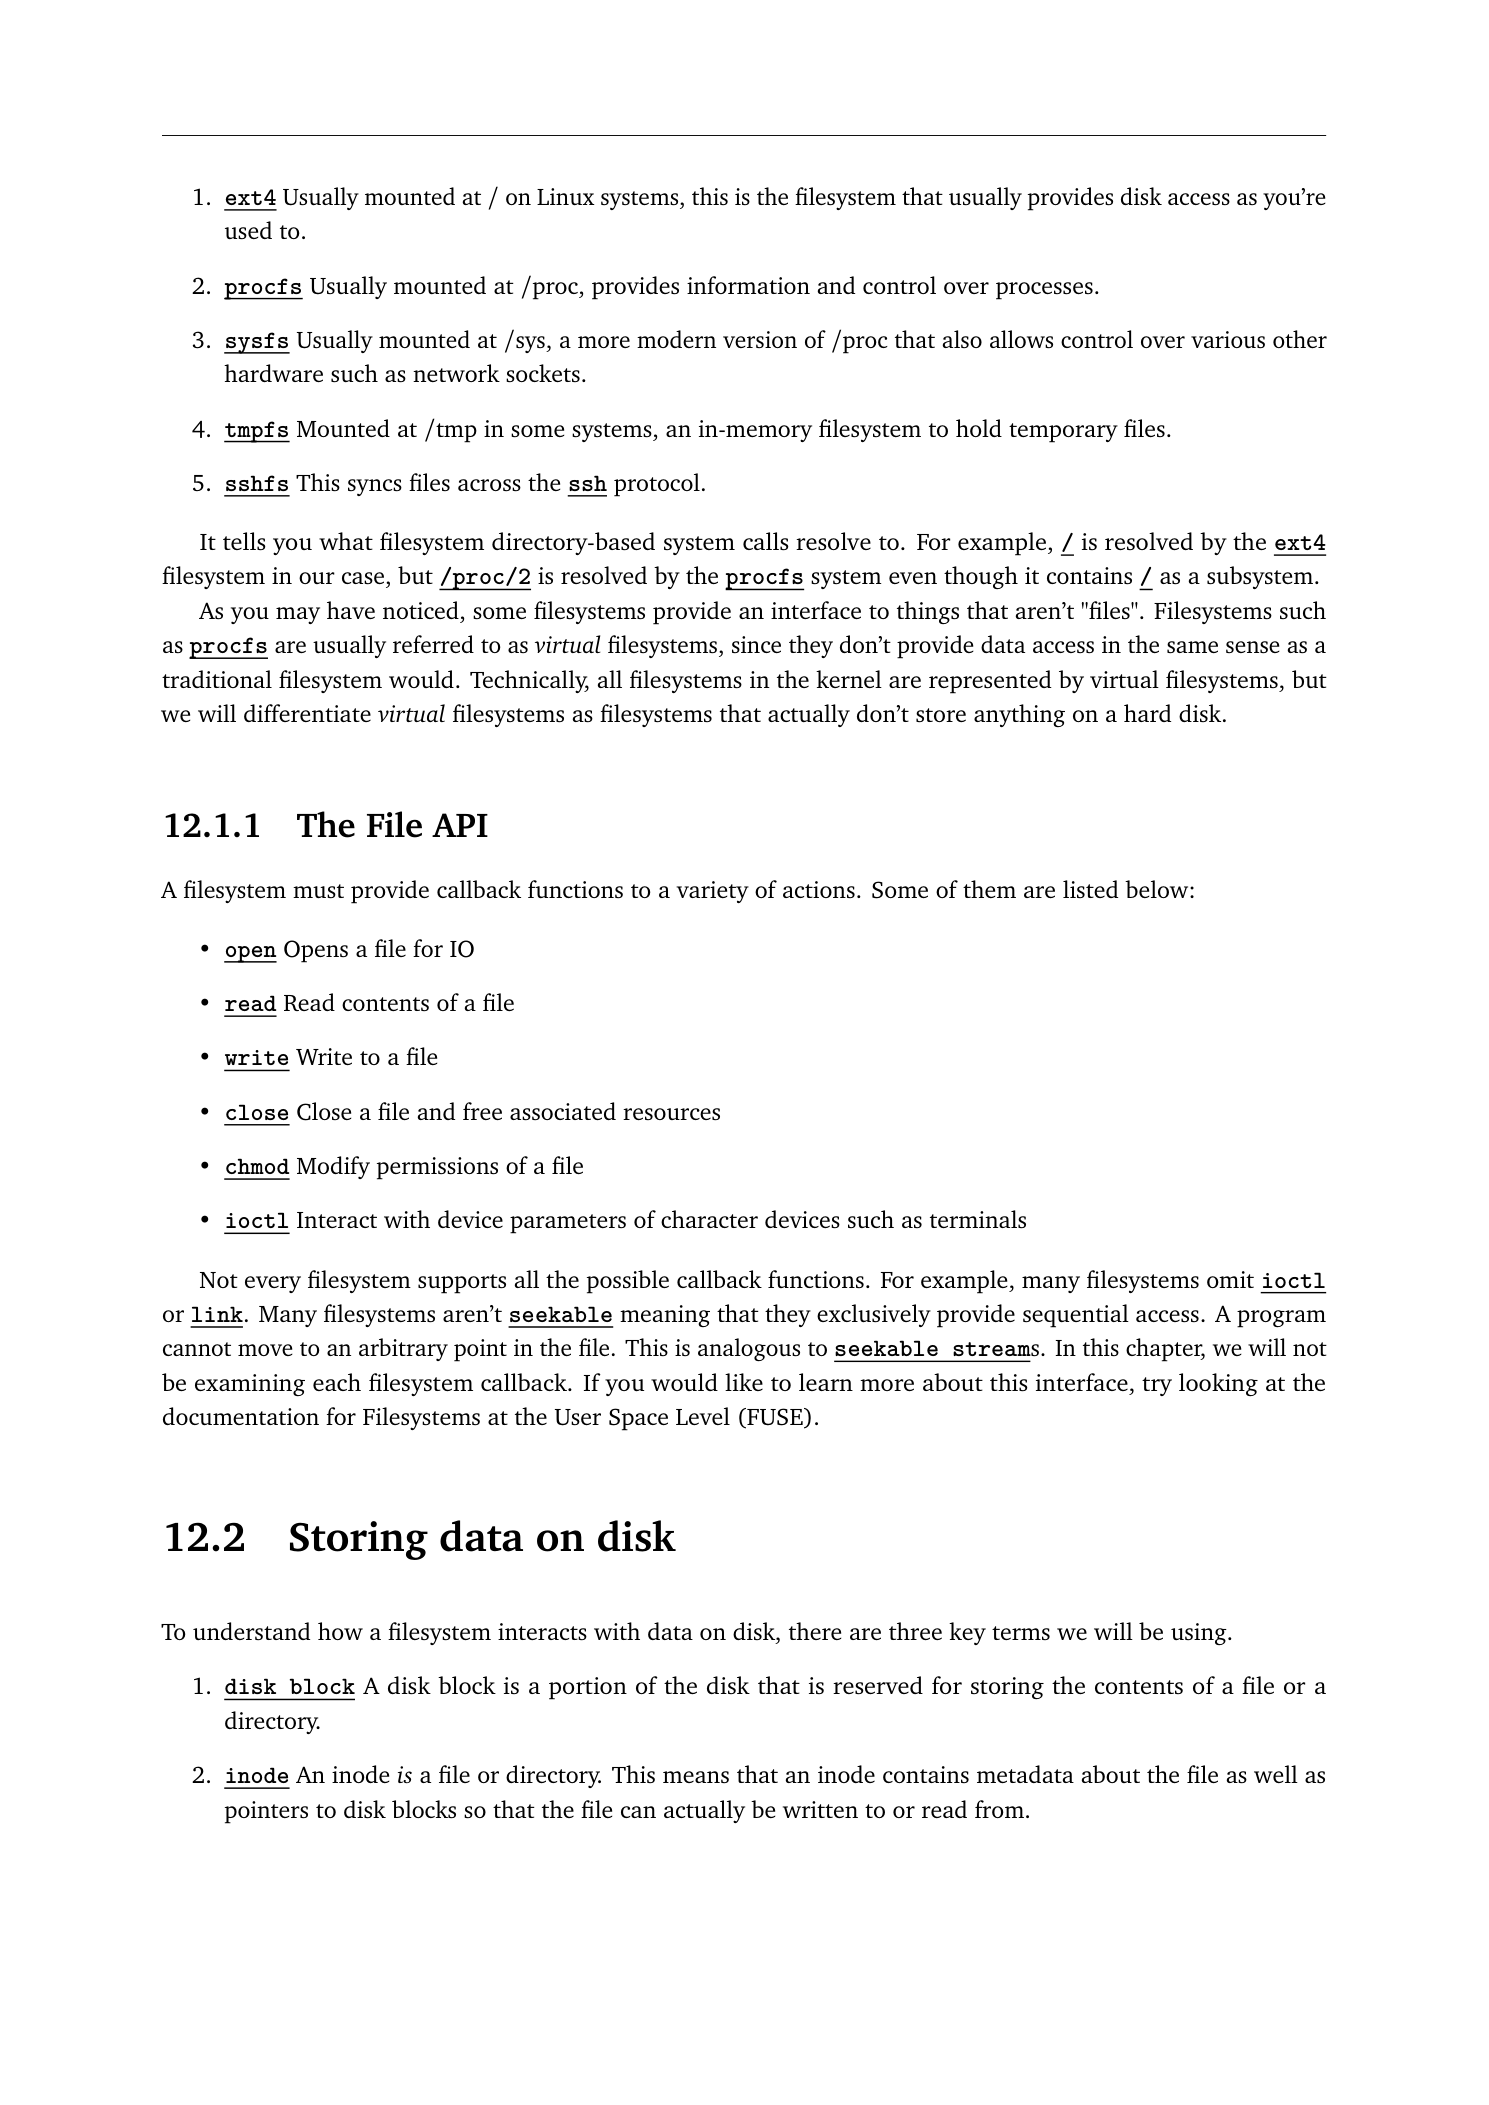 1. ext4 Usually mounted at / on Linux systems, this is the filesystem that usually provides disk access as you’re
used to.
2. procfs Usually mounted at /proc, provides information and control over processes.
3. sysfs Usually mounted at /sys, a more modern version of /proc that also allows control over various other
hardware such as network sockets.
4. tmpfs Mounted at /tmp in some systems, an in-memory filesystem to hold temporary files.
5. sshfs This syncs files across the ssh protocol.
It tells you what filesystem directory-based system calls resolve to. For example, / is resolved by the ext4
filesystem in our case, but /proc/2 is resolved by the procfs system even though it contains / as a subsystem.
As you may have noticed, some filesystems provide an interface to things that aren’t "files". Filesystems such
as procfs are usually referred to as virtual filesystems, since they don’t provide data access in the same sense as a
traditional filesystem would. Technically, all filesystems in the kernel are represented by virtual filesystems, but
we will differentiate virtual filesystems as filesystems that actually don’t store anything on a hard disk.
12.1.1 The File API
A filesystem must provide callback functions to a variety of actions. Some of them are listed below:
• open Opens a file for IO
• read Read contents of a file
• write Write to a file
• close Close a file and free associated resources
• chmod Modify permissions of a file
• ioctl Interact with device parameters of character devices such as terminals
Not every filesystem supports all the possible callback functions. For example, many filesystems omit ioctl
or link. Many filesystems aren’t seekable meaning that they exclusively provide sequential access. A program
cannot move to an arbitrary point in the file. This is analogous to seekable streams. In this chapter, we will not
be examining each filesystem callback. If you would like to learn more about this interface, try looking at the
documentation for Filesystems at the User Space Level (FUSE).
12.2 Storing data on disk
To understand how a filesystem interacts with data on disk, there are three key terms we will be using.
1. disk block A disk block is a portion of the disk that is reserved for storing the contents of a file or a
directory.
2. inode An inode is a file or directory. This means that an inode contains metadata about the file as well as
pointers to disk blocks so that the file can actually be written to or read from.